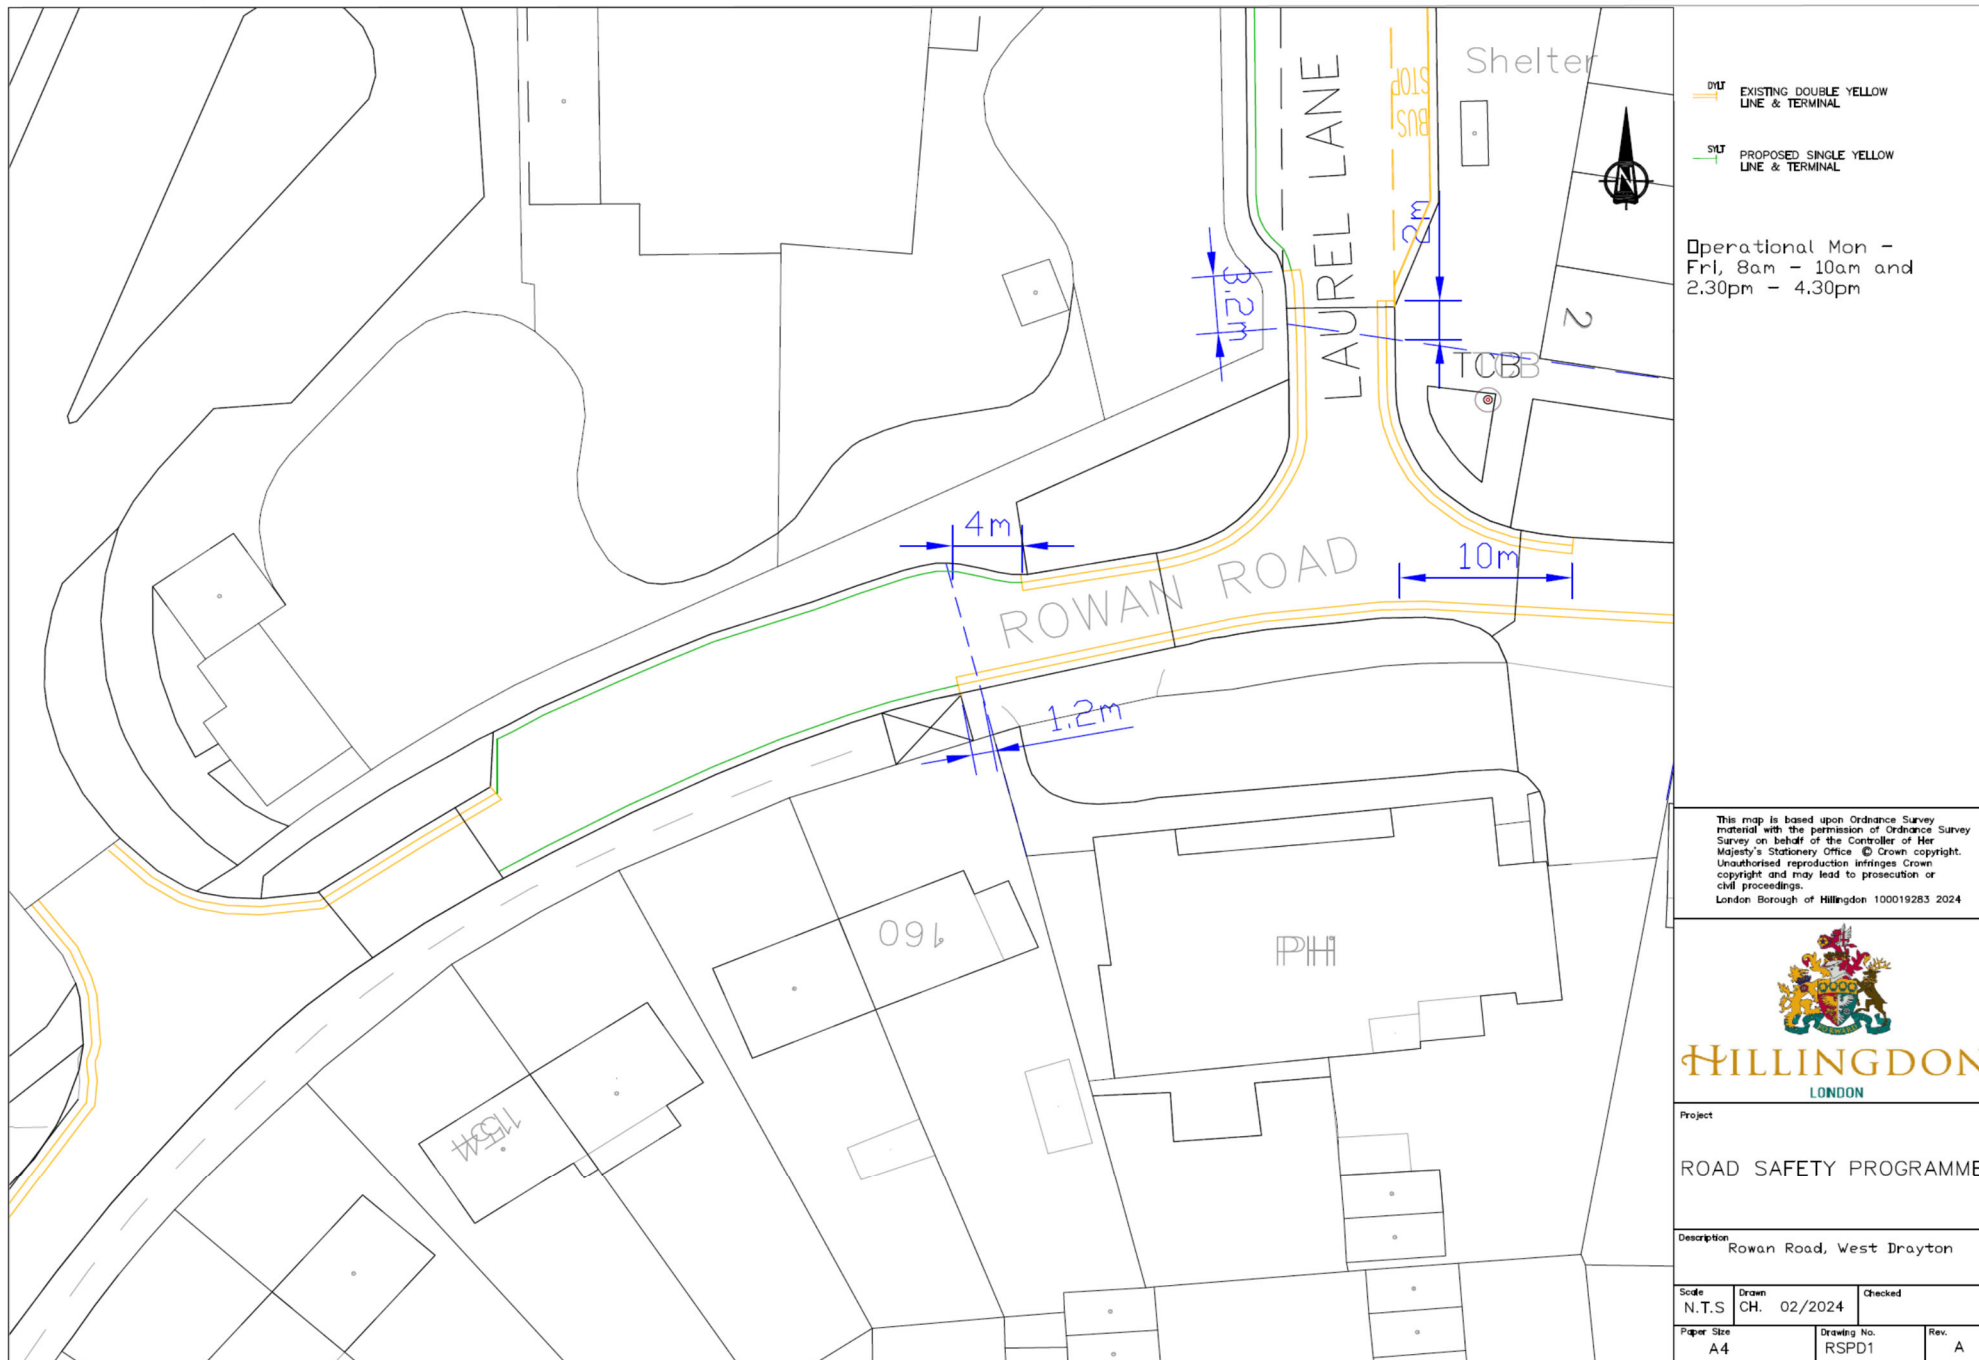 Shelter
BUS
STOP
LAUREL LANE
2m
3.2m
2
TCB
4m
10m
ROWAN ROAD
1.2m
160
PH
DYLT
EXISTING DOUBLE YELLOW
LINE & TERMINAL
SYLT
PROPOSED SINGLE YELLOW
LINE & TERMINAL
N
Operational Mon -
Fri, 8am - 10am and
2.30pm - 4.30pm
This map is based upon Ordnance Survey
material with the permission of Ordnance Survey
Survey on behalf of the Controller of Her
Majesty's Stationery Office © Crown copyright.
Unauthorised reproduction infringes Crown
copyright and may lead to prosecution or
civil proceedings.
London Borough of Hillingdon 100019283 2024
FORWARD
HILLINGDON
LONDON
Project
ROAD SAFETY PROGRAMME
Description
Rowan Road, West Drayton
Scale
N.T.S
Drawn
CH. 02/2024
Checked
Paper Size
A4
Drawing No.
RSPD1
Rev.
A